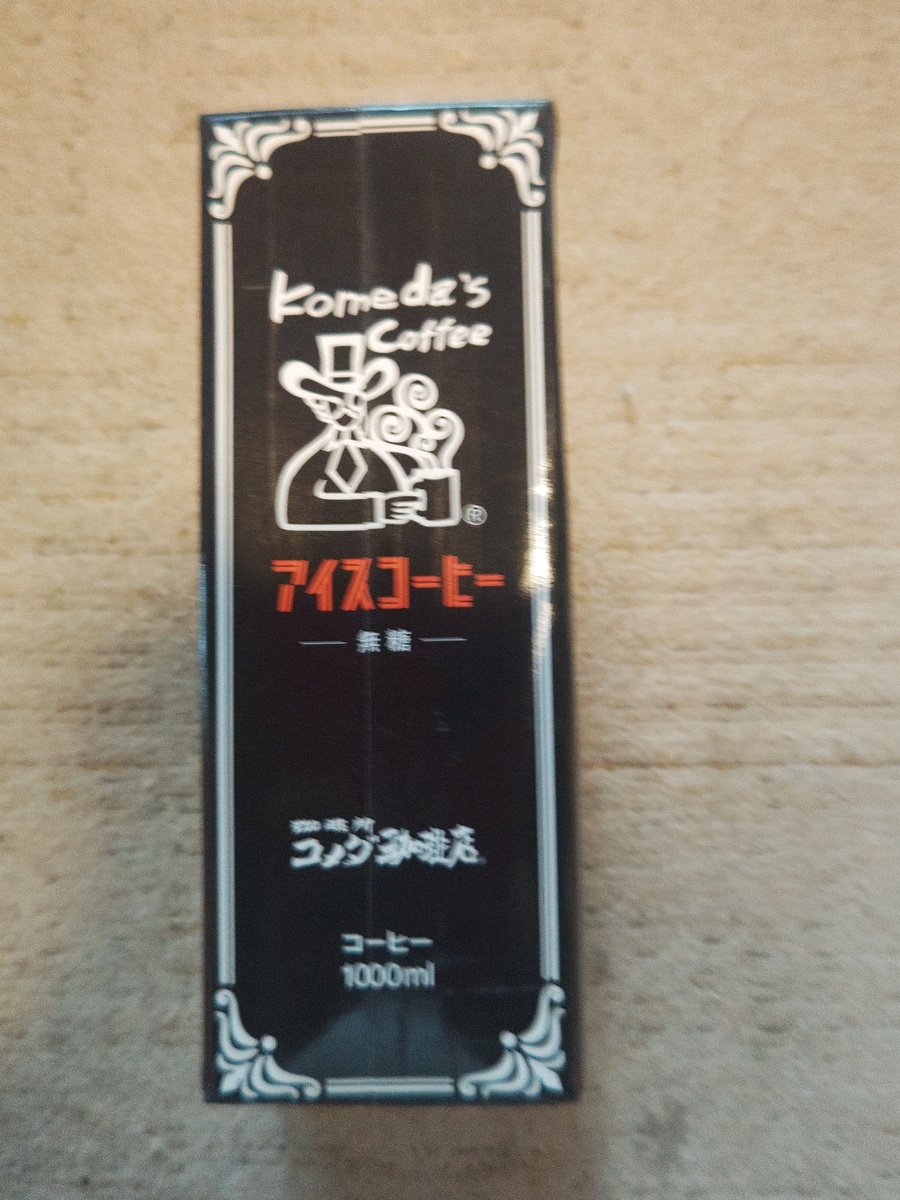 Komeda's
Coffee
®
アイスコーヒー
無糖
珈琲所
コメダ珈琲店
コーヒー
1000ml